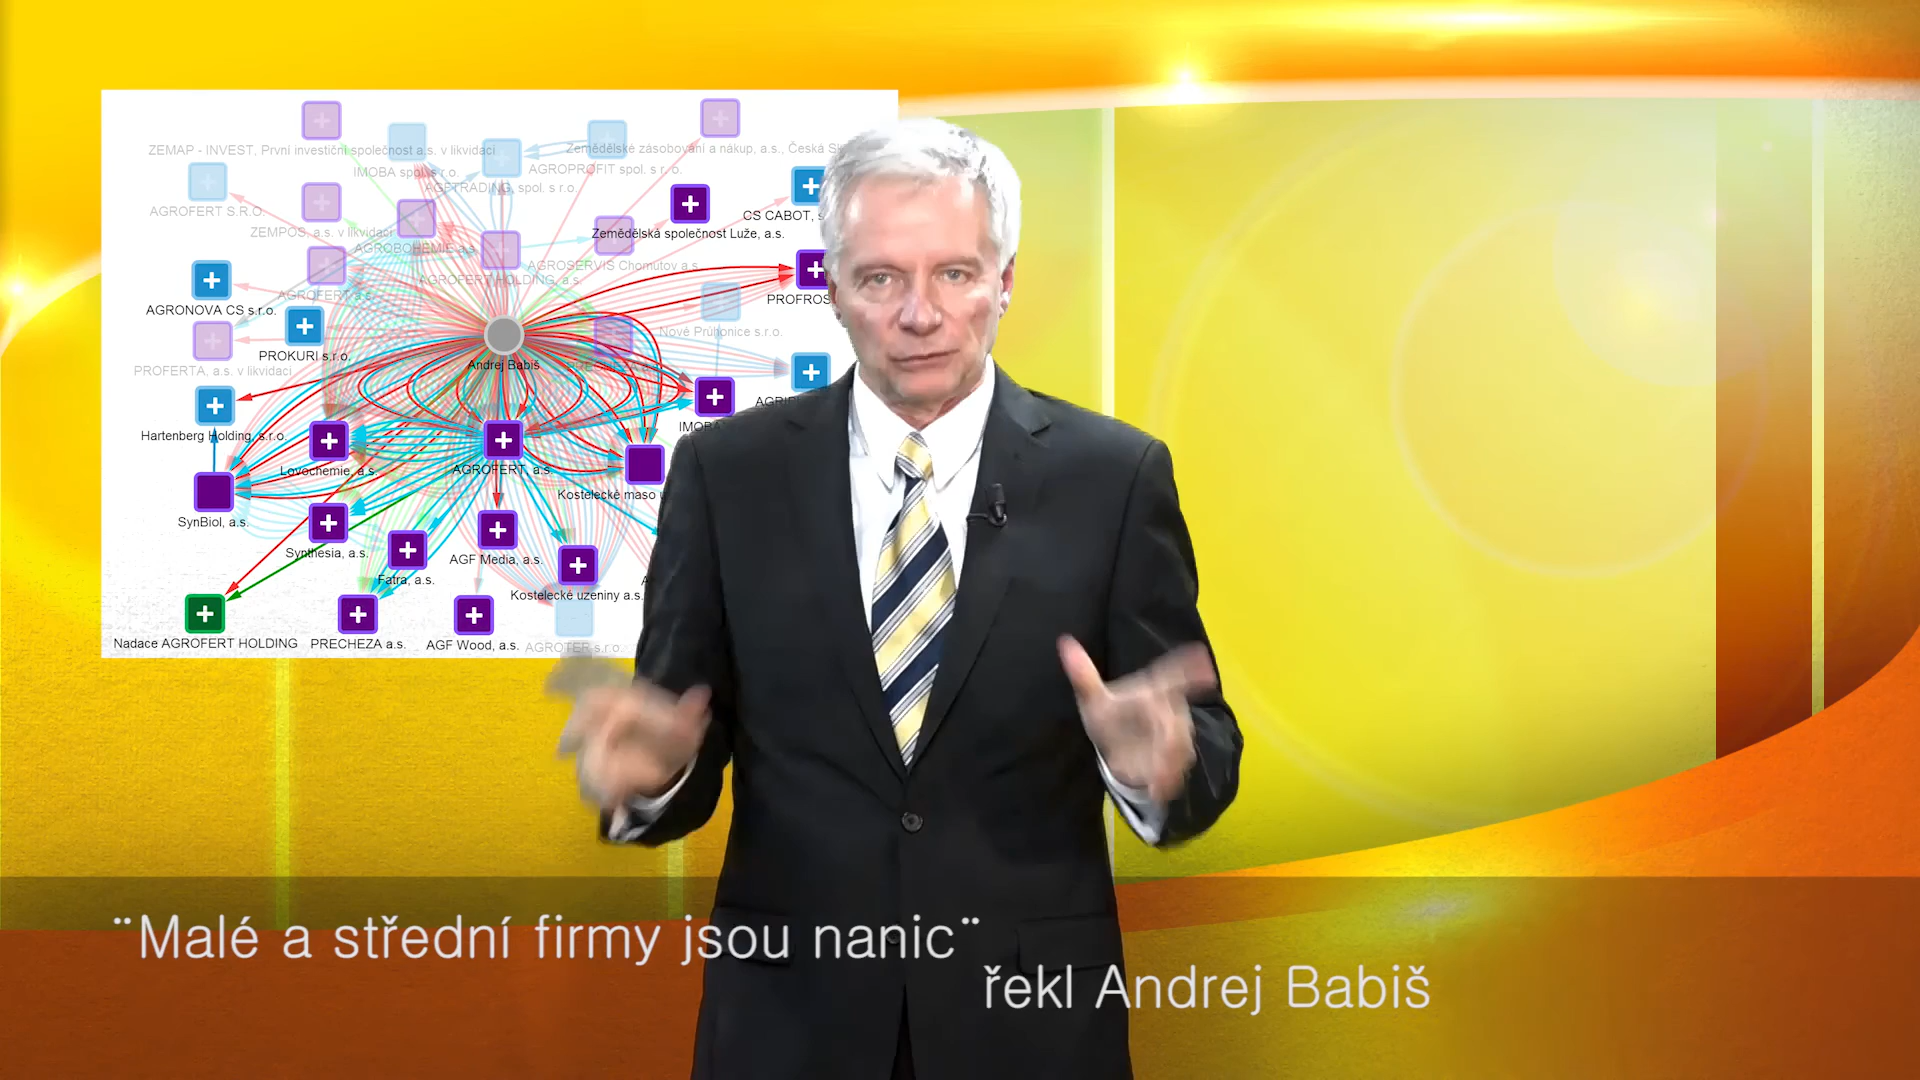 ZEMAP - INVEST, První investiční společnost a.s. v likvidaci
Zemědělské zásobování a nákup, a.s., Česká
IMOBA spol. s r.o.
AGROPROFIT spol. s r. o.
AGFTRADING, spol. s r.o.
AGROFERT S.R.O.
CS CABOT,
ZEMPOS, a.s. v likvidaci
Zemědělská společnost Luže, a.s.
AGROBOHEMIE a.s.
AGROSERVIS Chomutov a.s.
AGROFERT HOLDING, a.s.
AGROFERT a.s.
PROFROS
AGRONOVA CS s.r.o.
Nové Průhonice s.r.o.
PROKURI s.r.o.
Andrej Babiš
PROFERTA, a.s. v likvidaci
IMOBA
Hartenberg Holding, s.r.o.
Lovochemie, a.s.
AGROFERT, a.s.
Kostelecké maso
SynBiol, a.s.
Synthesia, a.s.
AGF Media, a.s.
Fatra, a.s.
Kostelecké uzeniny a.s.
Nadace AGROFERT HOLDING
PRECHEZA a.s.
AGF Wood, a.s.
AGROTER s.r.o.
¨Malé a střední firmy jsou nanic¨
řekl Andrej Babiš